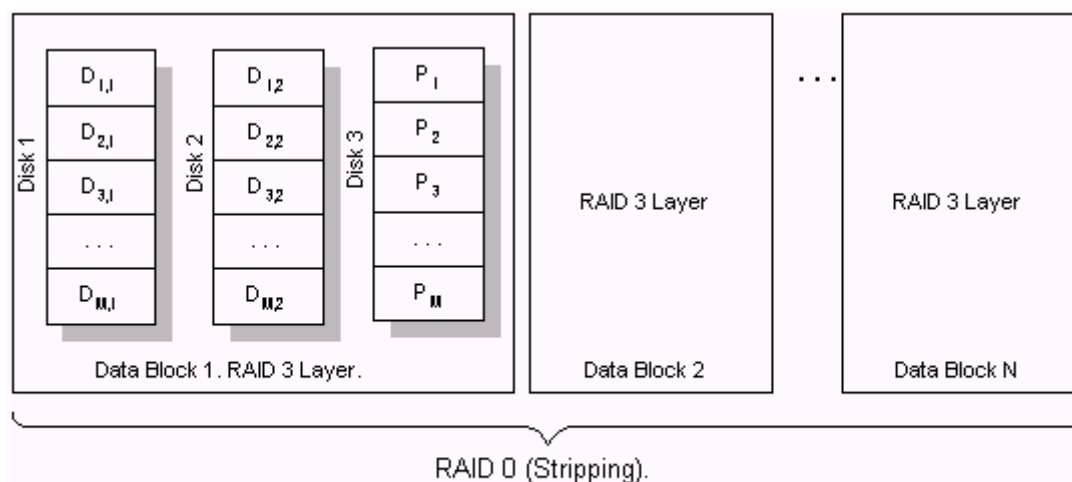 Disk 1
D1,1
D2,1
D3,1
...
DM,1
Disk 2
D1,2
D2,2
D3,2
...
DM,2
Disk 3
P1
P2
P3
...
PM
Data Block 1. RAID 3 Layer.
RAID 3 Layer
Data Block 2
...
RAID 3 Layer
Data Block N
RAID 0 (Stripping).